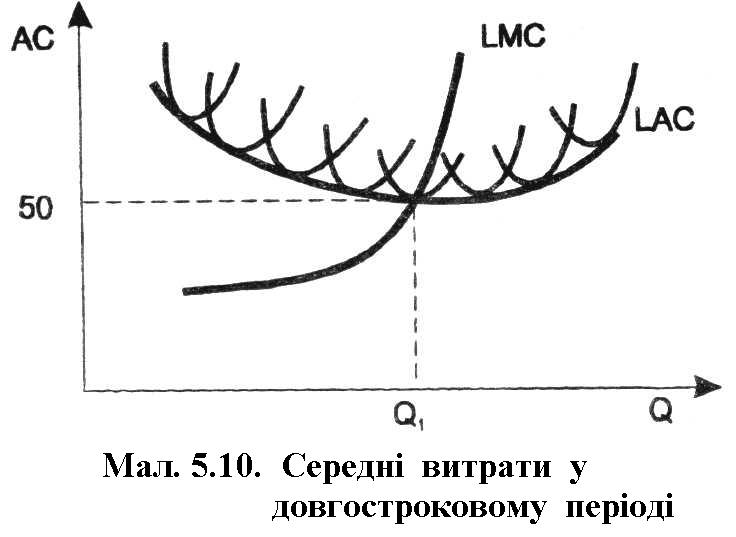 AC
LMC
LAC
50
Q₁
Q
Мал. 5.10. Середні витрати у
довгостроковому періоді